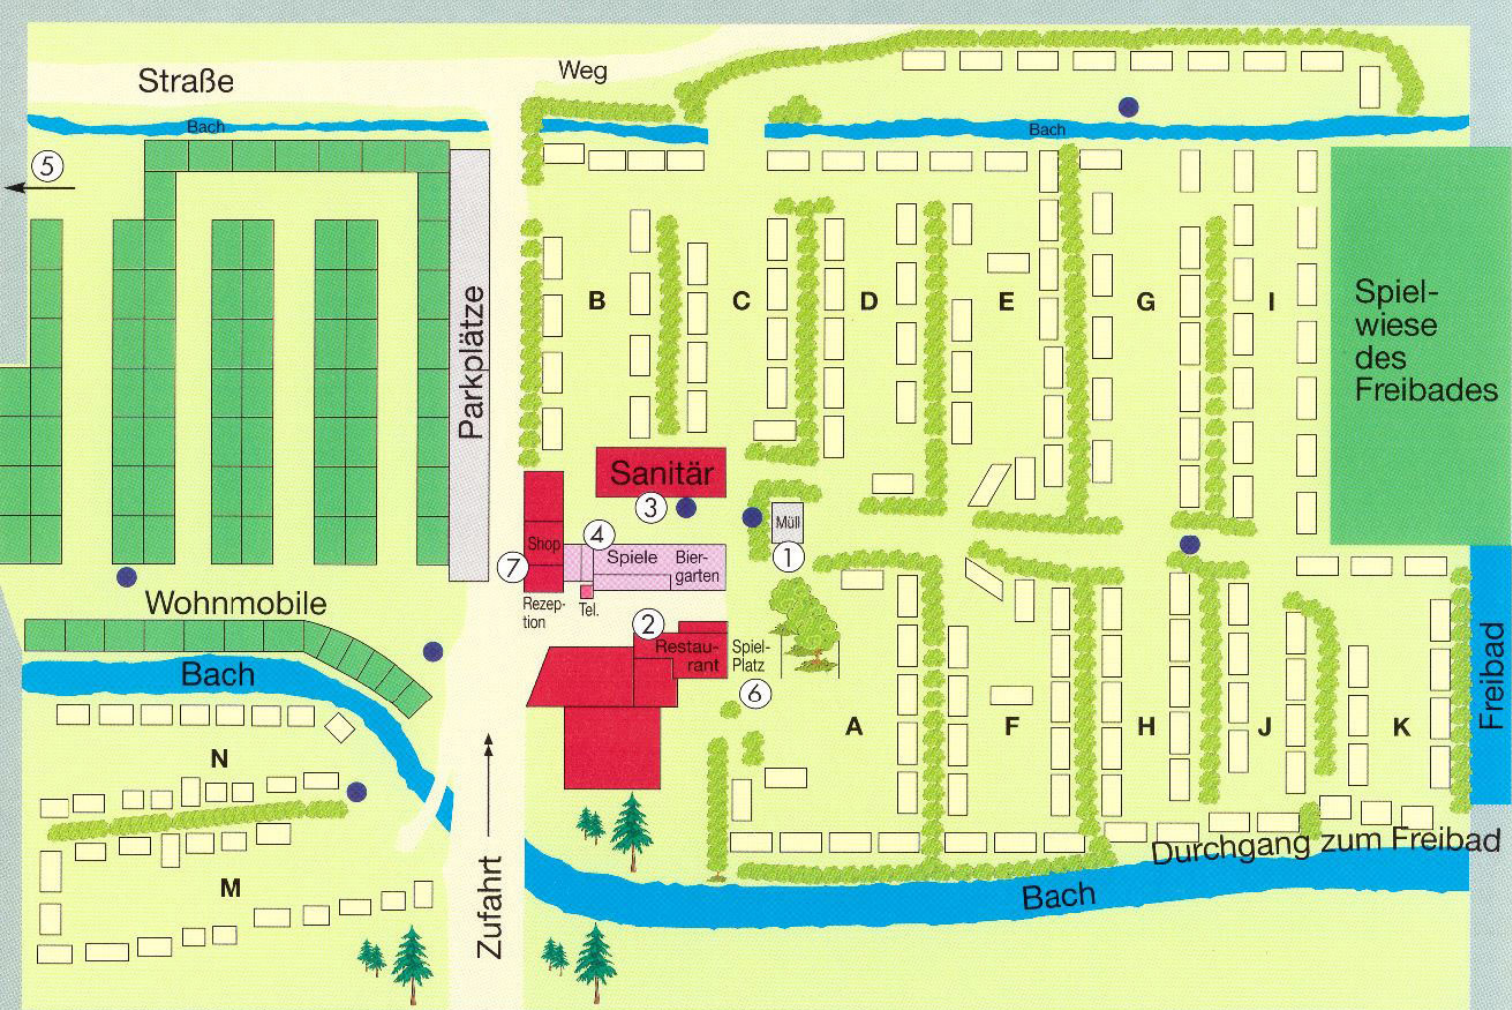 Straße
Weg
Bach
Bach
5
Parkplätze
B
C
D
E
G
I
Spiel-
wiese
des
Freibades
Sanitär
3
4
Müll
1
7
Shop
Spiele
Bier-
garten
Rezep-
tion
Tel.
Wohnmobile
2
Restau-
rant
Spiel-
Platz
6
Bach
Freibad
A
F
H
J
K
N
M
Zufahrt
Durchgang zum Freibad
Bach